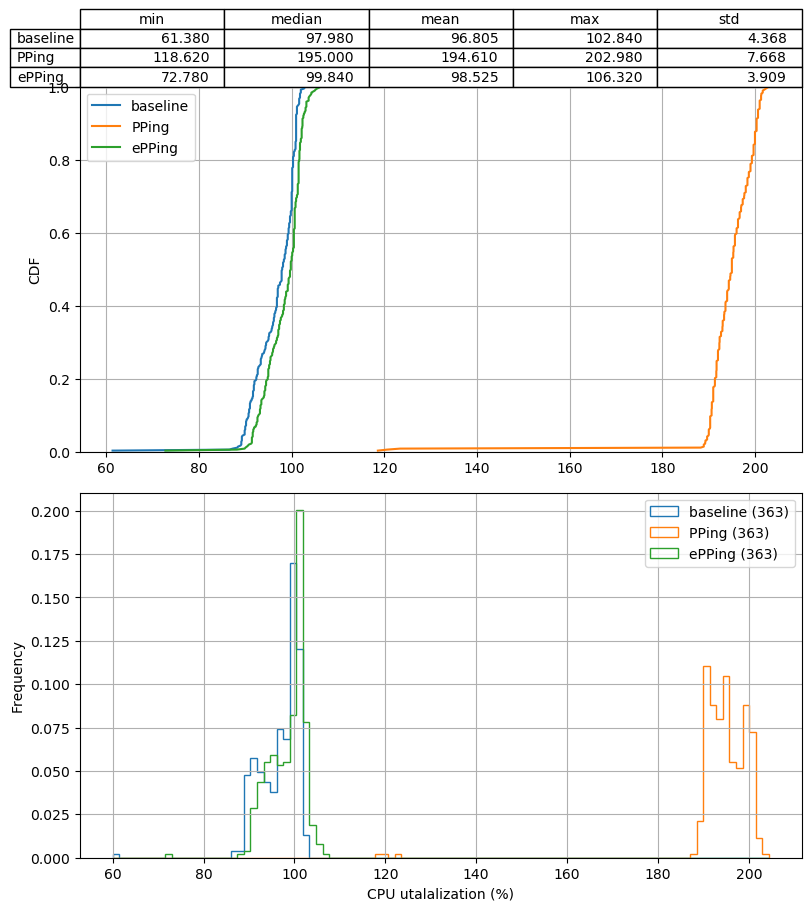 min median mean max std
baseline 61.380 97.980 96.805 102.840 4.368
PPing 118.620 195.000 194.610 202.980 7.668
ePPing 72.780 99.840 98.525 106.320 3.909
1.0
0.8
0.6
0.4
0.2
0.0
CDF
baseline
PPing
ePPing
60 80 100 120 140 160 180 200
0.200
0.175
0.150
0.125
0.100
0.075
0.050
0.025
0.000
Frequency
baseline (363)
PPing (363)
ePPing (363)
60 80 100 120 140 160 180 200
CPU utalalization (%)